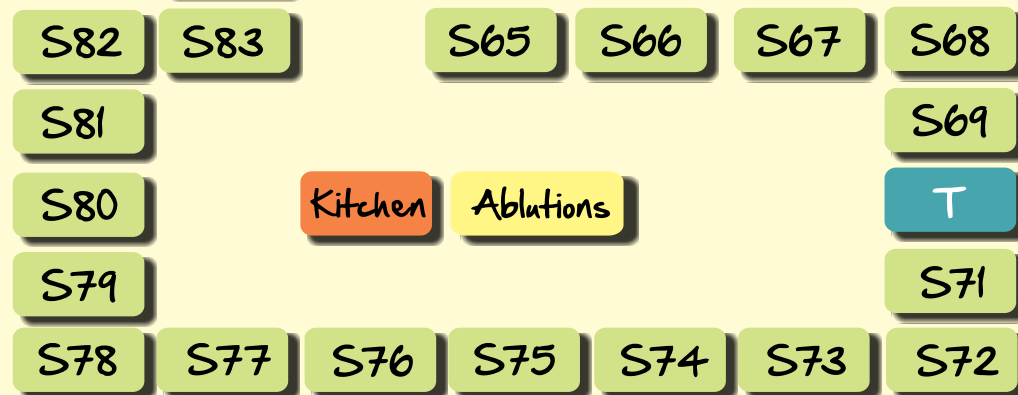 S82 S83 S65 S66 S67 S68
S81 S69
S80 Kitchen Ablutions T
S79 S71
S78 S77 S76 S75 S74 S73 S72